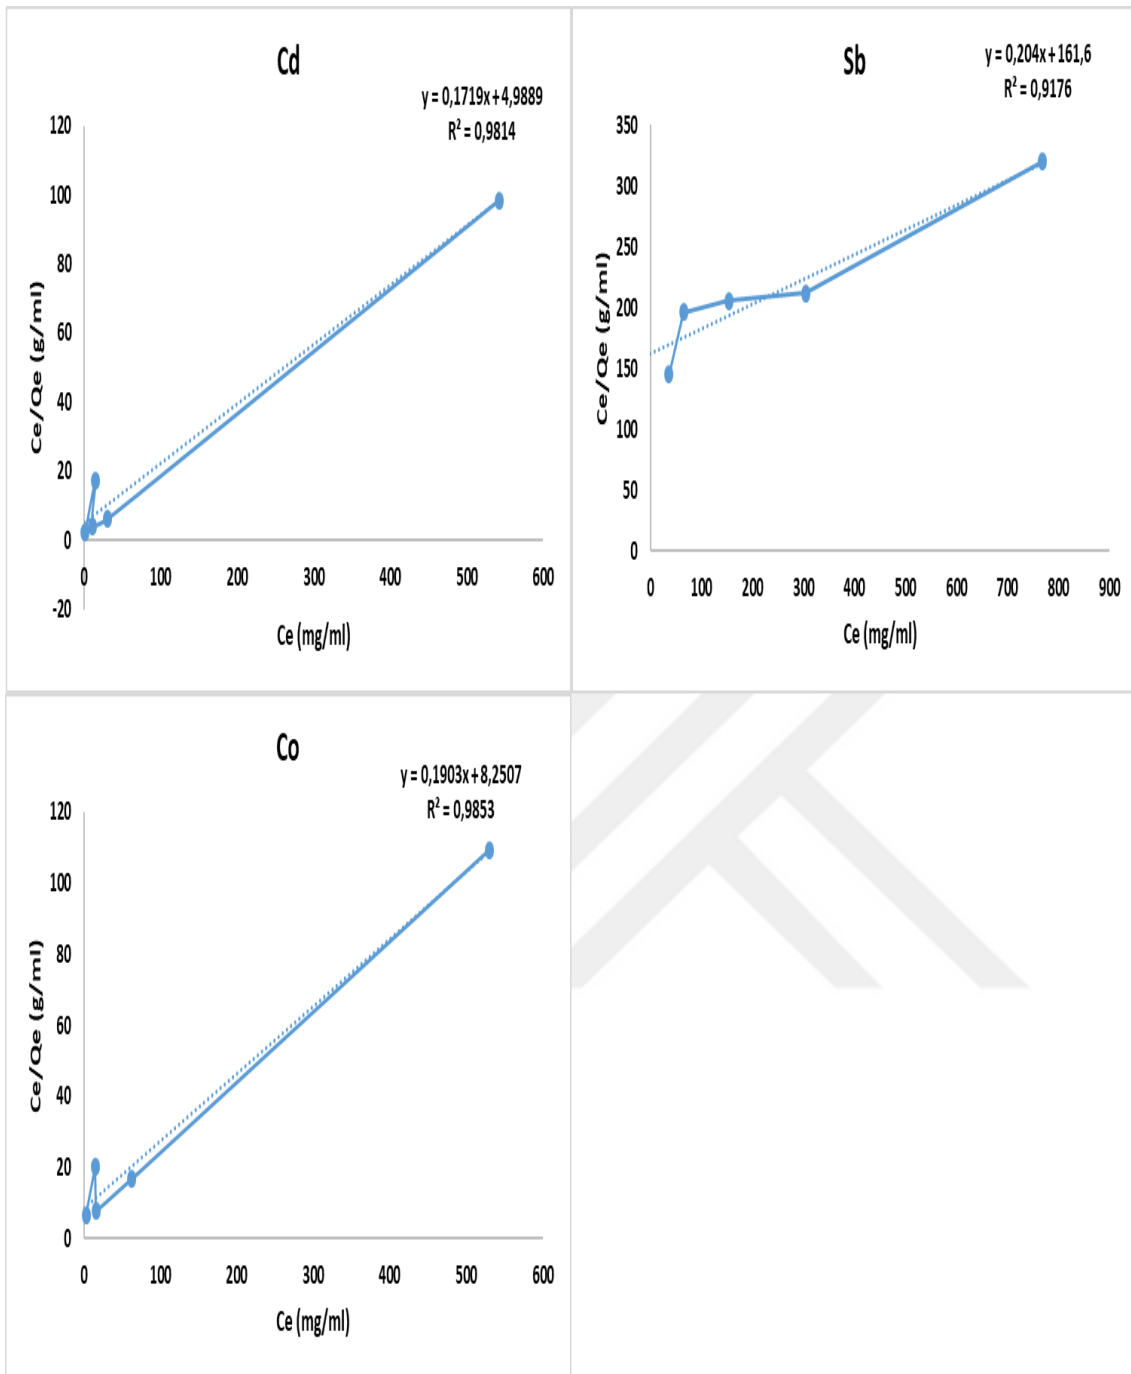 Cd
y = 0,1719x + 4,9889
R² = 0,9814
120
100
80
60
40
20
0
-20
0 100 200 300 400 500 600
Ce/Qe (g/ml)
Ce (mg/ml)
Sb
y = 0,204x + 161,6
R² = 0,9176
350
300
250
200
150
100
50
0
0 100 200 300 400 500 600 700 800 900
Ce/Qe (g/ml)
Ce (mg/ml)
Co
y = 0,1903x + 8,2507
R² = 0,9853
120
100
80
60
40
20
0
0 100 200 300 400 500 600
Ce/Qe (g/ml)
Ce (mg/ml)